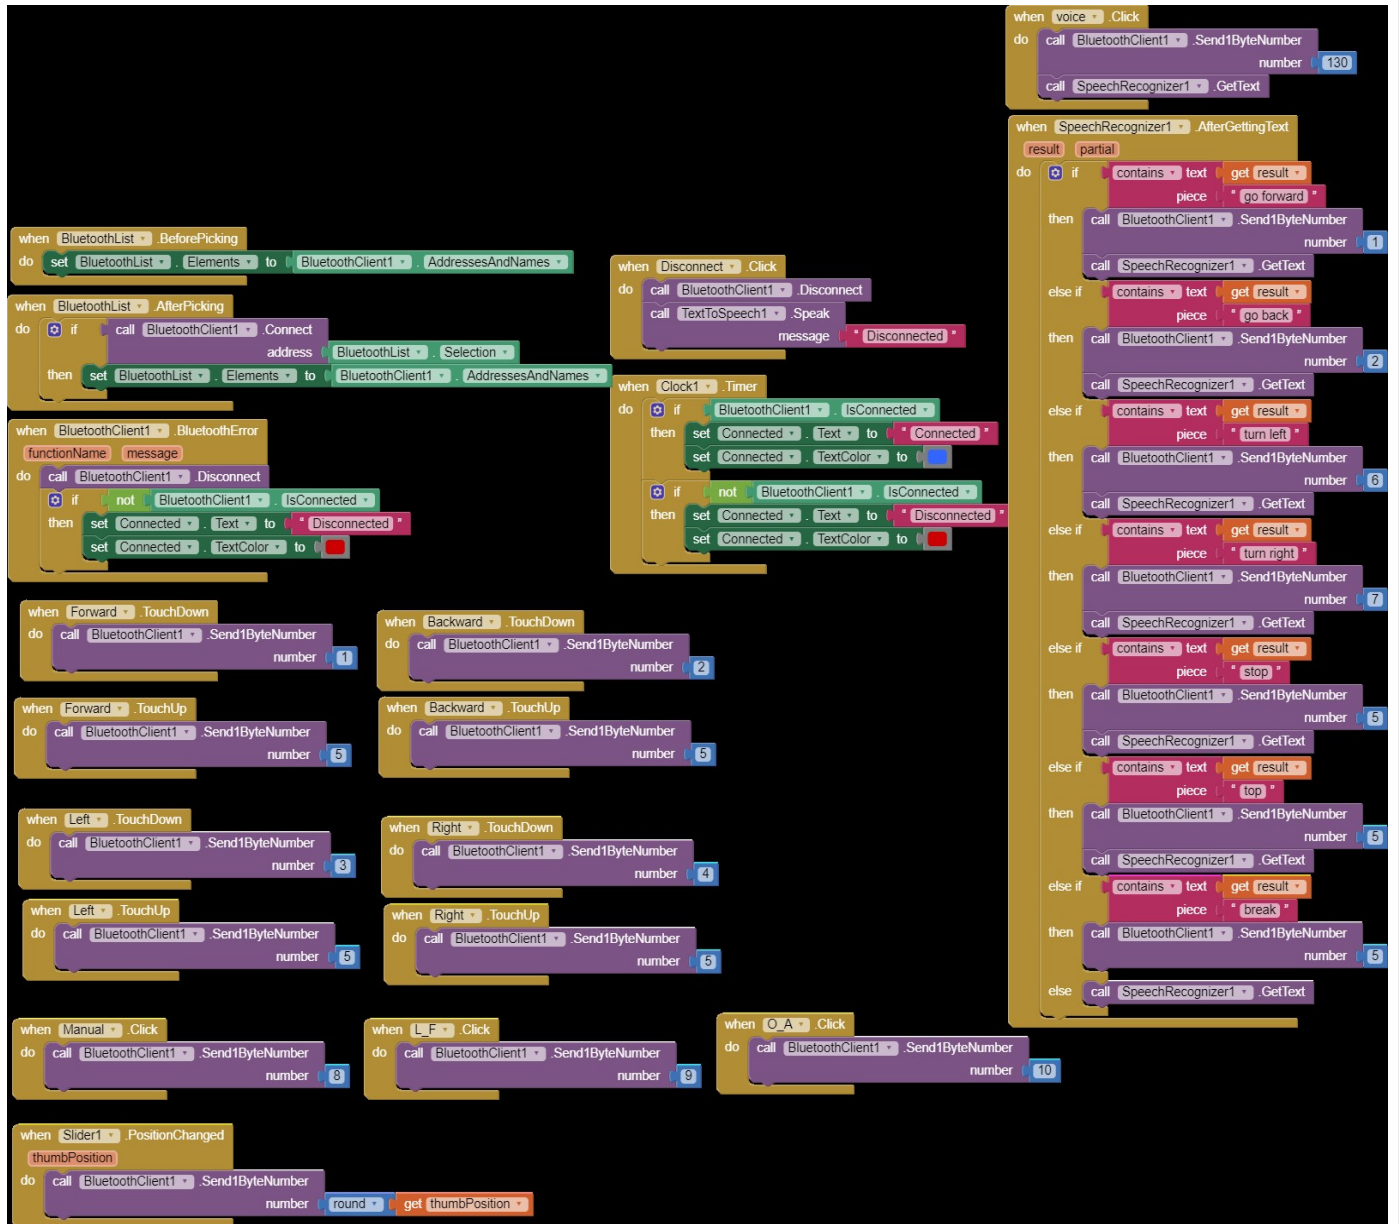 when voice .Click
do call BluetoothClient1 .Send1ByteNumber
number 130
call SpeechRecognizer1 .GetText
when SpeechRecognizer1 .AfterGettingText
result partial
do if contains text get result
piece " go forward "
then call BluetoothClient1 .Send1ByteNumber
number 1
call SpeechRecognizer1 .GetText
else if contains text get result
piece " go back "
then call BluetoothClient1 .Send1ByteNumber
number 2
call SpeechRecognizer1 .GetText
else if contains text get result
piece " turn left "
then call BluetoothClient1 .Send1ByteNumber
number 6
call SpeechRecognizer1 .GetText
else if contains text get result
piece " turn right "
then call BluetoothClient1 .Send1ByteNumber
number 7
call SpeechRecognizer1 .GetText
else if contains text get result
piece " stop "
then call BluetoothClient1 .Send1ByteNumber
number 5
call SpeechRecognizer1 .GetText
else if contains text get result
piece " top "
then call BluetoothClient1 .Send1ByteNumber
number 5
call SpeechRecognizer1 .GetText
else if contains text get result
piece " break "
then call BluetoothClient1 .Send1ByteNumber
number 5
else call SpeechRecognizer1 .GetText
when BluetoothList .BeforePicking
do set BluetoothList . Elements to BluetoothClient1 . AddressesAndNames
when BluetoothList .AfterPicking
do if call BluetoothClient1 .Connect
address BluetoothList . Selection
then set BluetoothList . Elements to BluetoothClient1 . AddressesAndNames
when BluetoothClient1 .BluetoothError
functionName message
do call BluetoothClient1 .Disconnect
if not BluetoothClient1 . IsConnected
then set Connected . Text to " Disconnected "
set Connected . TextColor to
when Disconnect .Click
do call BluetoothClient1 .Disconnect
call TextToSpeech1 .Speak
message " Disconnected "
when Clock1 .Timer
do if BluetoothClient1 . IsConnected
then set Connected . Text to " Connected "
set Connected . TextColor to
if not BluetoothClient1 . IsConnected
then set Connected . Text to " Disconnected "
set Connected . TextColor to
when Forward .TouchDown
do call BluetoothClient1 .Send1ByteNumber
number 1
when Backward .TouchDown
do call BluetoothClient1 .Send1ByteNumber
number 2
when Forward .TouchUp
do call BluetoothClient1 .Send1ByteNumber
number 5
when Backward .TouchUp
do call BluetoothClient1 .Send1ByteNumber
number 5
when Left .TouchDown
do call BluetoothClient1 .Send1ByteNumber
number 3
when Right .TouchDown
do call BluetoothClient1 .Send1ByteNumber
number 4
when Left .TouchUp
do call BluetoothClient1 .Send1ByteNumber
number 5
when Right .TouchUp
do call BluetoothClient1 .Send1ByteNumber
number 5
when Manual .Click
do call BluetoothClient1 .Send1ByteNumber
number 8
when L_F .Click
do call BluetoothClient1 .Send1ByteNumber
number 9
when O_A .Click
do call BluetoothClient1 .Send1ByteNumber
number 10
when Slider1 .PositionChanged
thumbPosition
do call BluetoothClient1 .Send1ByteNumber
number round get thumbPosition